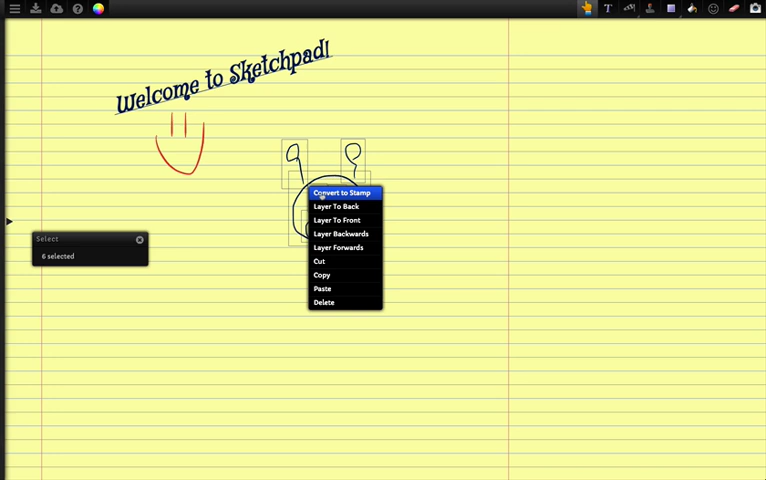 Welcome to Sketchpad!
Select
6 selected
Convert to Stamp
Layer To Back
Layer To Front
Layer Backwards
Layer Forwards
Cut
Copy
Paste
Delete